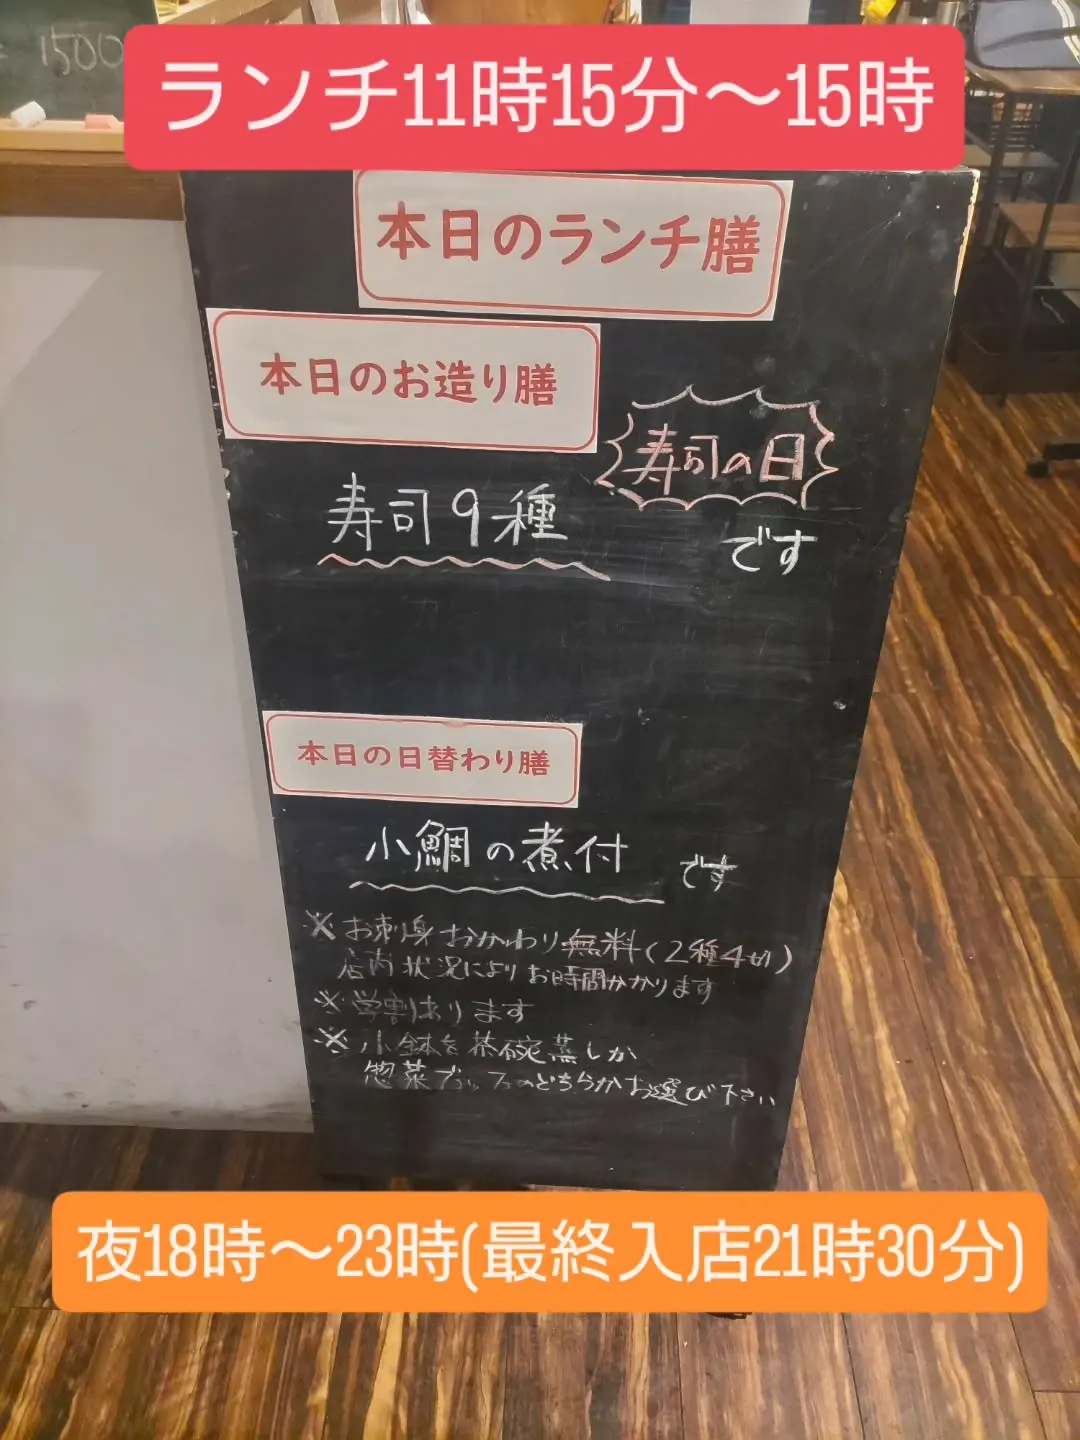 1500
ランチ11時15分〜15時
本日のランチ膳
本日のお造り膳
寿司の日
寿司9種
です
本日の日替わり膳
小鯛の煮付
です
※お刺身おかわり無料(2種4切)
店内状況によりお時間かかります
※学割あります
※小鉢を茶碗蒸しか
惣菜ブッフのどちらかお選び下さい
夜18時〜23時(最終入店21時30分)